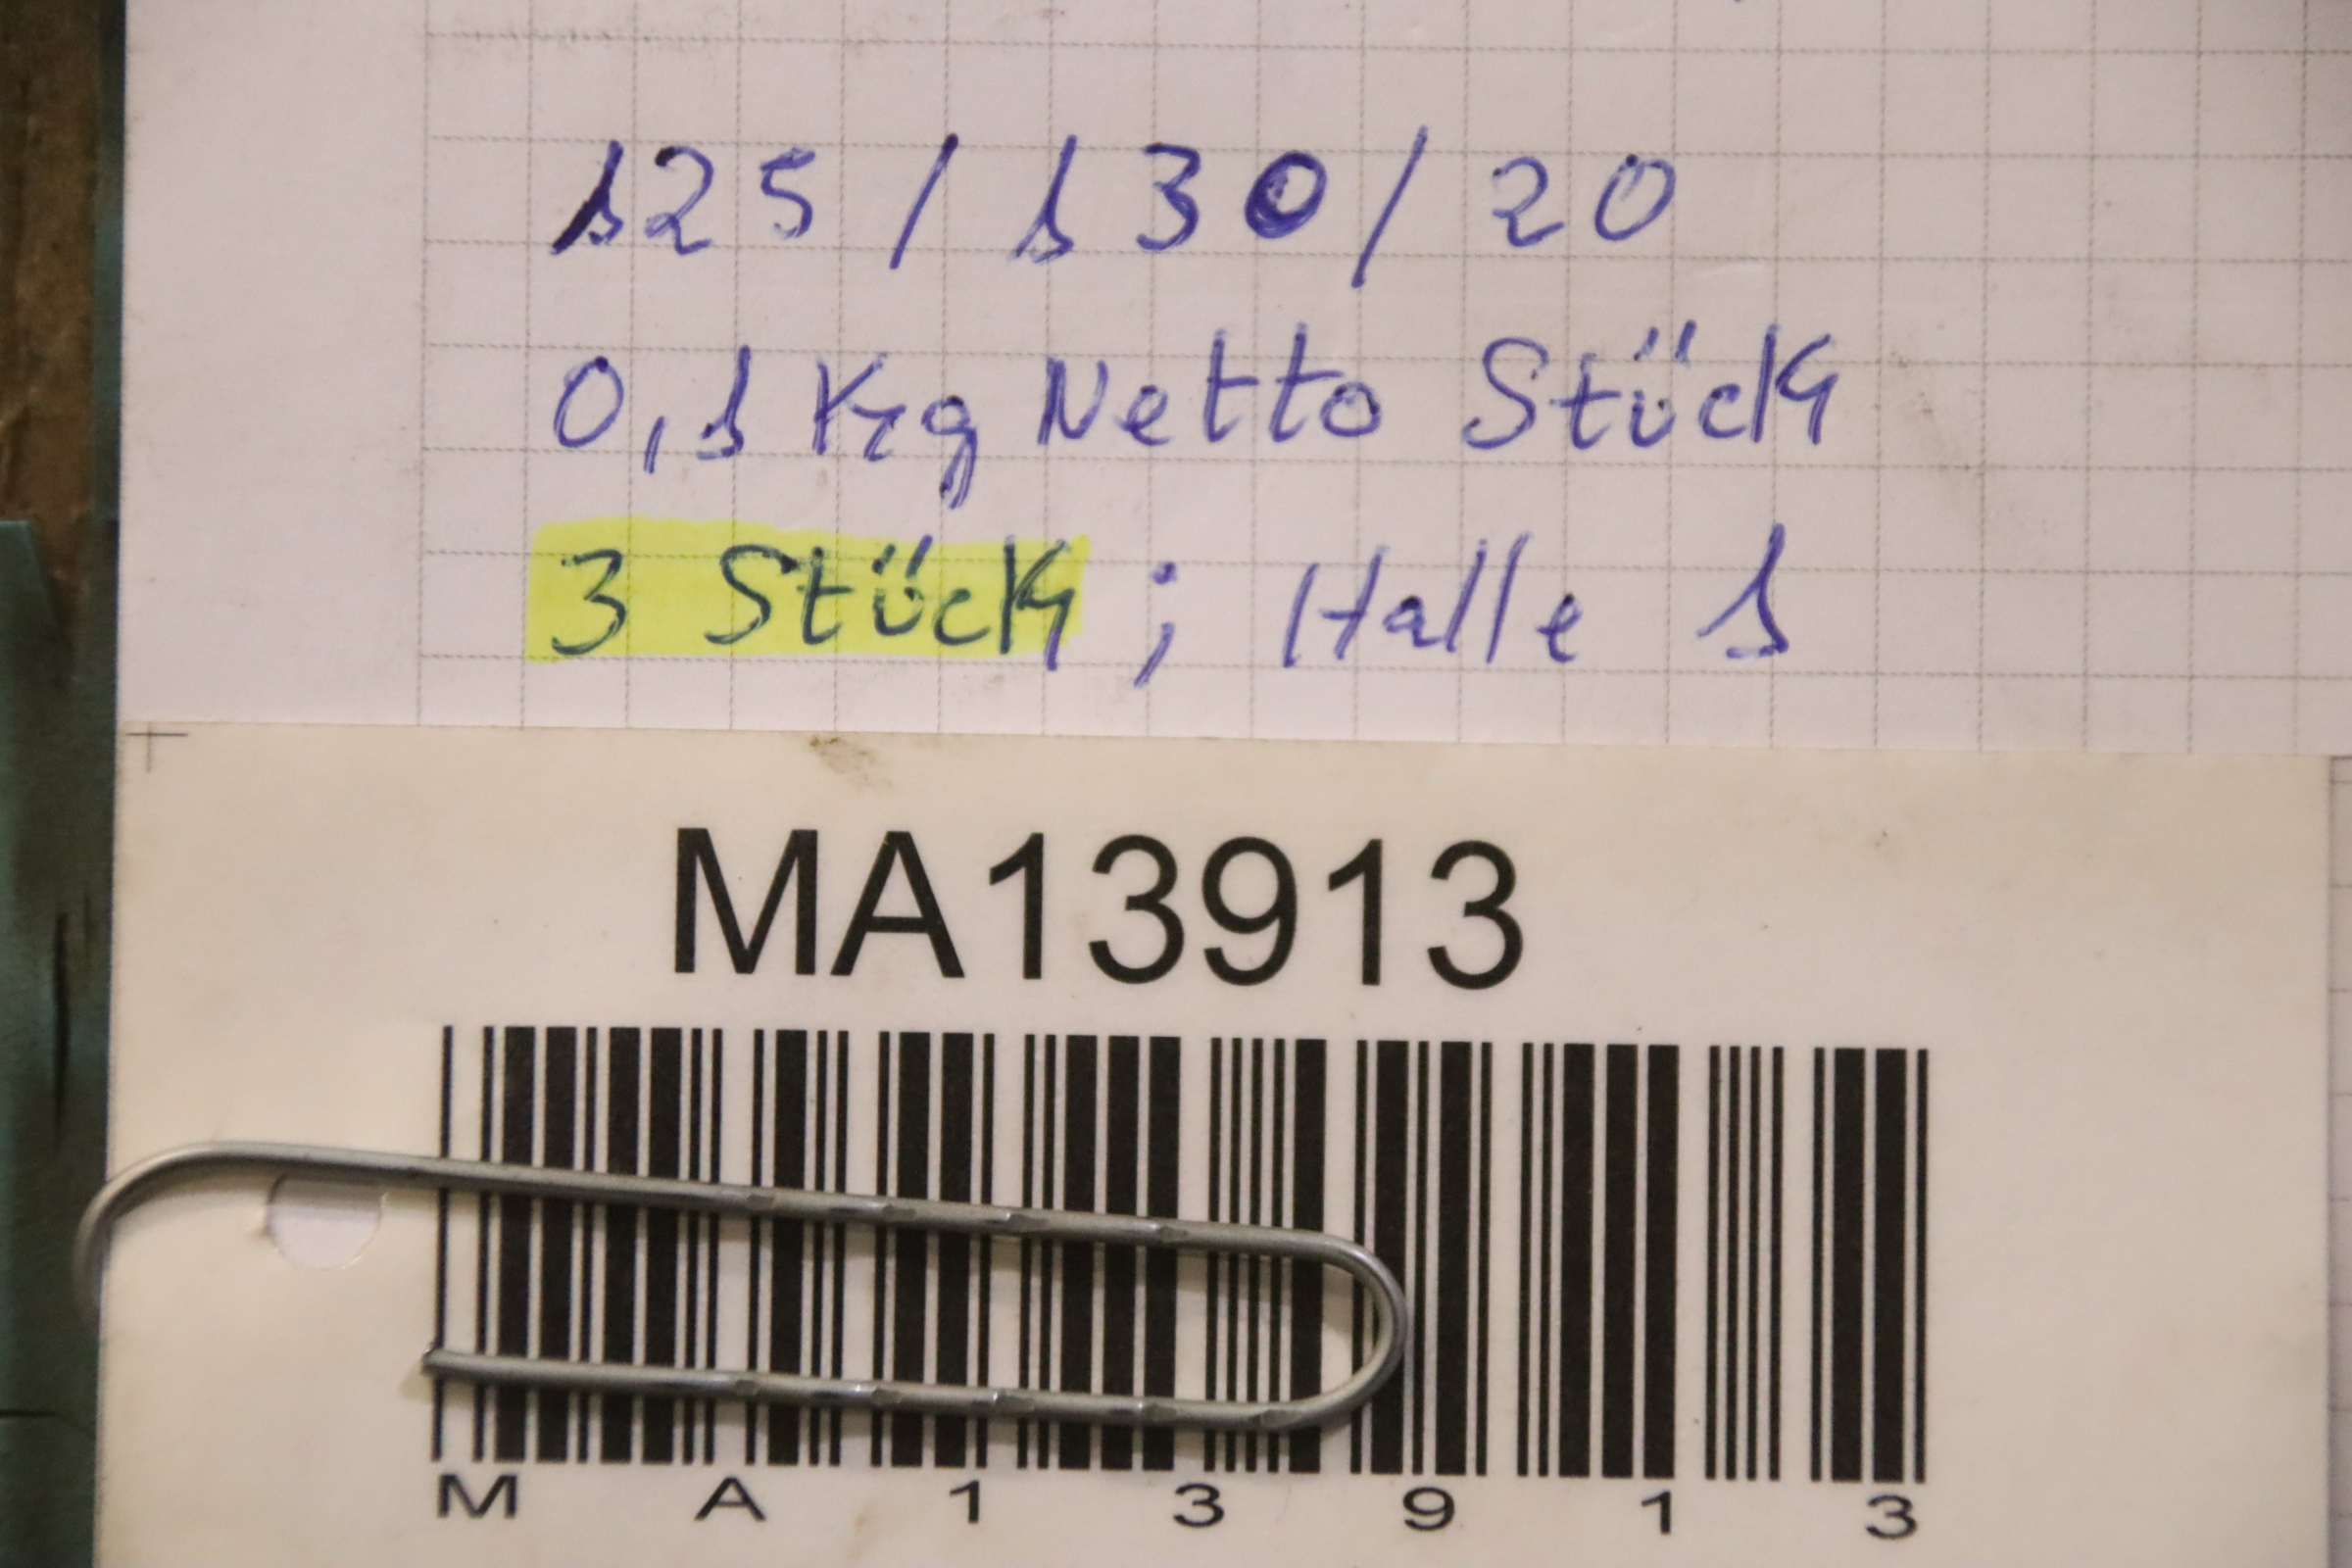 125 / 130 / 20
0,1 Kg Netto Stück
3 Stück ; Halle 1
MA13913
M A 1 3 9 1 3